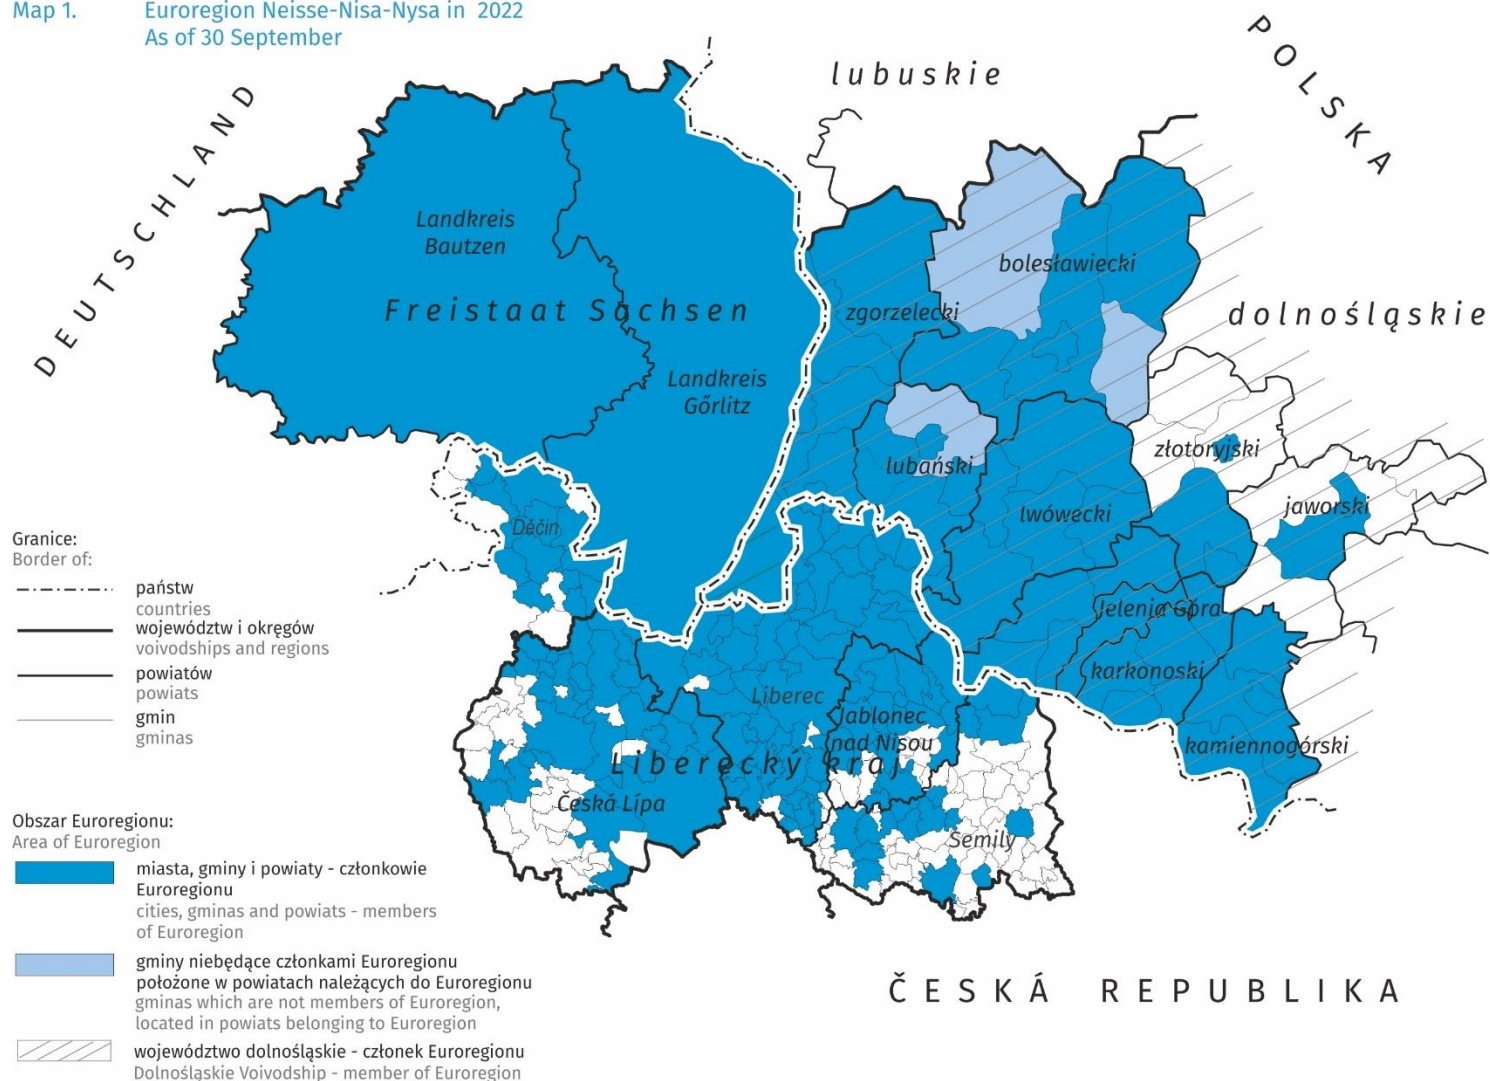 Map 1. Euroregion Neisse-Nisa-Nysa in 2022
As of 30 September
DEUTSCHLAND
lubuskie
POLSKA
Landkreis
Bautzen
Freistaat Sachsen
Landkreis
Gőrlitz
bolesławiecki
zgorzelecki
dolnośląskie
złotoryjski
lubański
jaworski
lwówecki
Děčín
Jelenia Góra
karkonoski
kamiennogórski
Liberec
Jablonec
nad Nisou
Liberecký kraj
Česká Lípa
Semily
ČESKÁ REPUBLIKA
Granice:
Border of:
państw
countries
województw i okręgów
voivodships and regions
powiatów
powiats
gmin
gminas
Obszar Euroregionu:
Area of Euroregion
miasta, gminy i powiaty - członkowie
Euroregionu
cities, gminas and powiats - members
of Euroregion
gminy niebędące członkami Euroregionu
położone w powiatach należących do Euroregionu
gminas which are not members of Euroregion,
located in powiats belonging to Euroregion
województwo dolnośląskie - członek Euroregionu
Dolnośląskie Voivodship - member of Euroregion